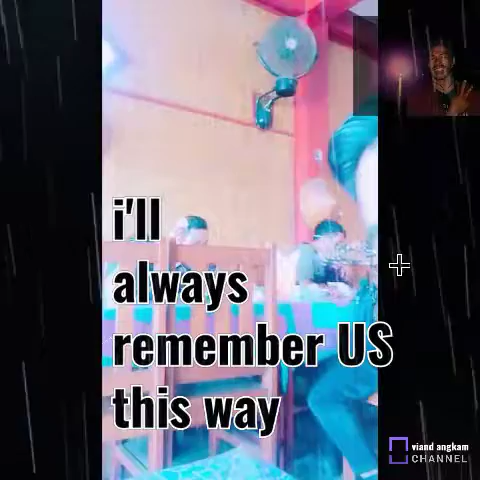 i'll
always
remember US
this way
viand angkam
CHANNEL